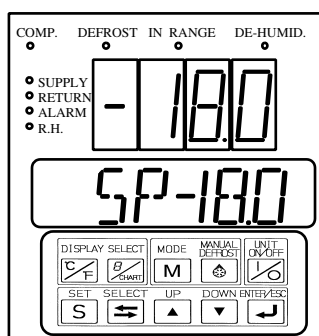 COMP. DEFROST IN RANGE DE-HUMID.
SUPPLY
RETURN
ALARM
R.H.
-18.0
SP-18.0
DISPLAY SELECT MODE MANUAL DEFROST UNIT ON/OFF
°C/F B/CHART M I/O
SET SELECT UP DOWN ENTER/ESC
S